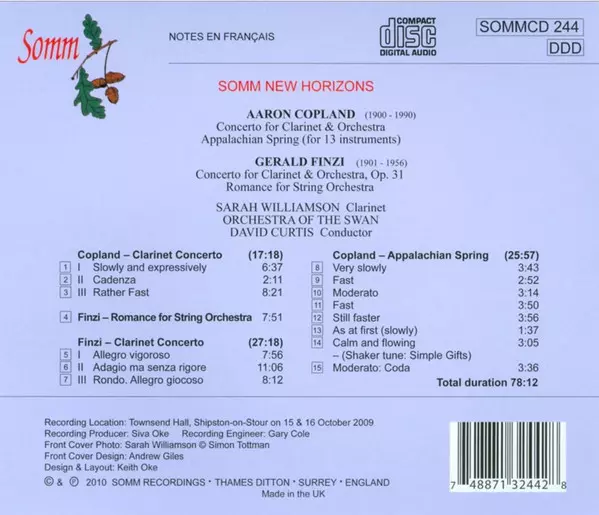 Somm
NOTES EN FRANÇAIS
COMPACT
disc
DIGITAL AUDIO
SOMMCD 244
DDD
SOMM NEW HORIZONS
AARON COPLAND (1900 - 1990)
Concerto for Clarinet & Orchestra
Appalachian Spring (for 13 instruments)
GERALD FINZI (1901 - 1956)
Concerto for Clarinet & Orchestra, Op. 31
Romance for String Orchestra
SARAH WILLIAMSON Clarinet
ORCHESTRA OF THE SWAN
DAVID CURTIS Conductor
Copland – Clarinet Concerto (17:18)
1 I Slowly and expressively 6:37
2 II Cadenza 2:11
3 III Rather Fast 8:21
4 Finzi – Romance for String Orchestra 7:51
Finzi – Clarinet Concerto (27:18)
5 I Allegro vigoroso 7:56
6 II Adagio ma senza rigore 11:06
7 III Rondo. Allegro giocoso 8:12
Copland – Appalachian Spring (25:57)
8 Very slowly 3:43
9 Fast 2:52
10 Moderato 3:14
11 Fast 3:50
12 Still faster 3:56
13 As at first (slowly) 1:37
14 Calm and flowing 3:05
– (Shaker tune: Simple Gifts)
15 Moderato: Coda 3:36
Total duration 78:12
Recording Location: Townsend Hall, Shipston-on-Stour on 15 & 16 October 2009
Recording Producer: Siva Oke Recording Engineer: Gary Cole
Front Cover Photo: Sarah Williamson © Simon Tottman
Front Cover Design: Andrew Giles
Design & Layout: Keith Oke
© & ℗ 2010 SOMM RECORDINGS · THAMES DITTON · SURREY · ENGLAND
Made in the UK
7 48871 32442 8